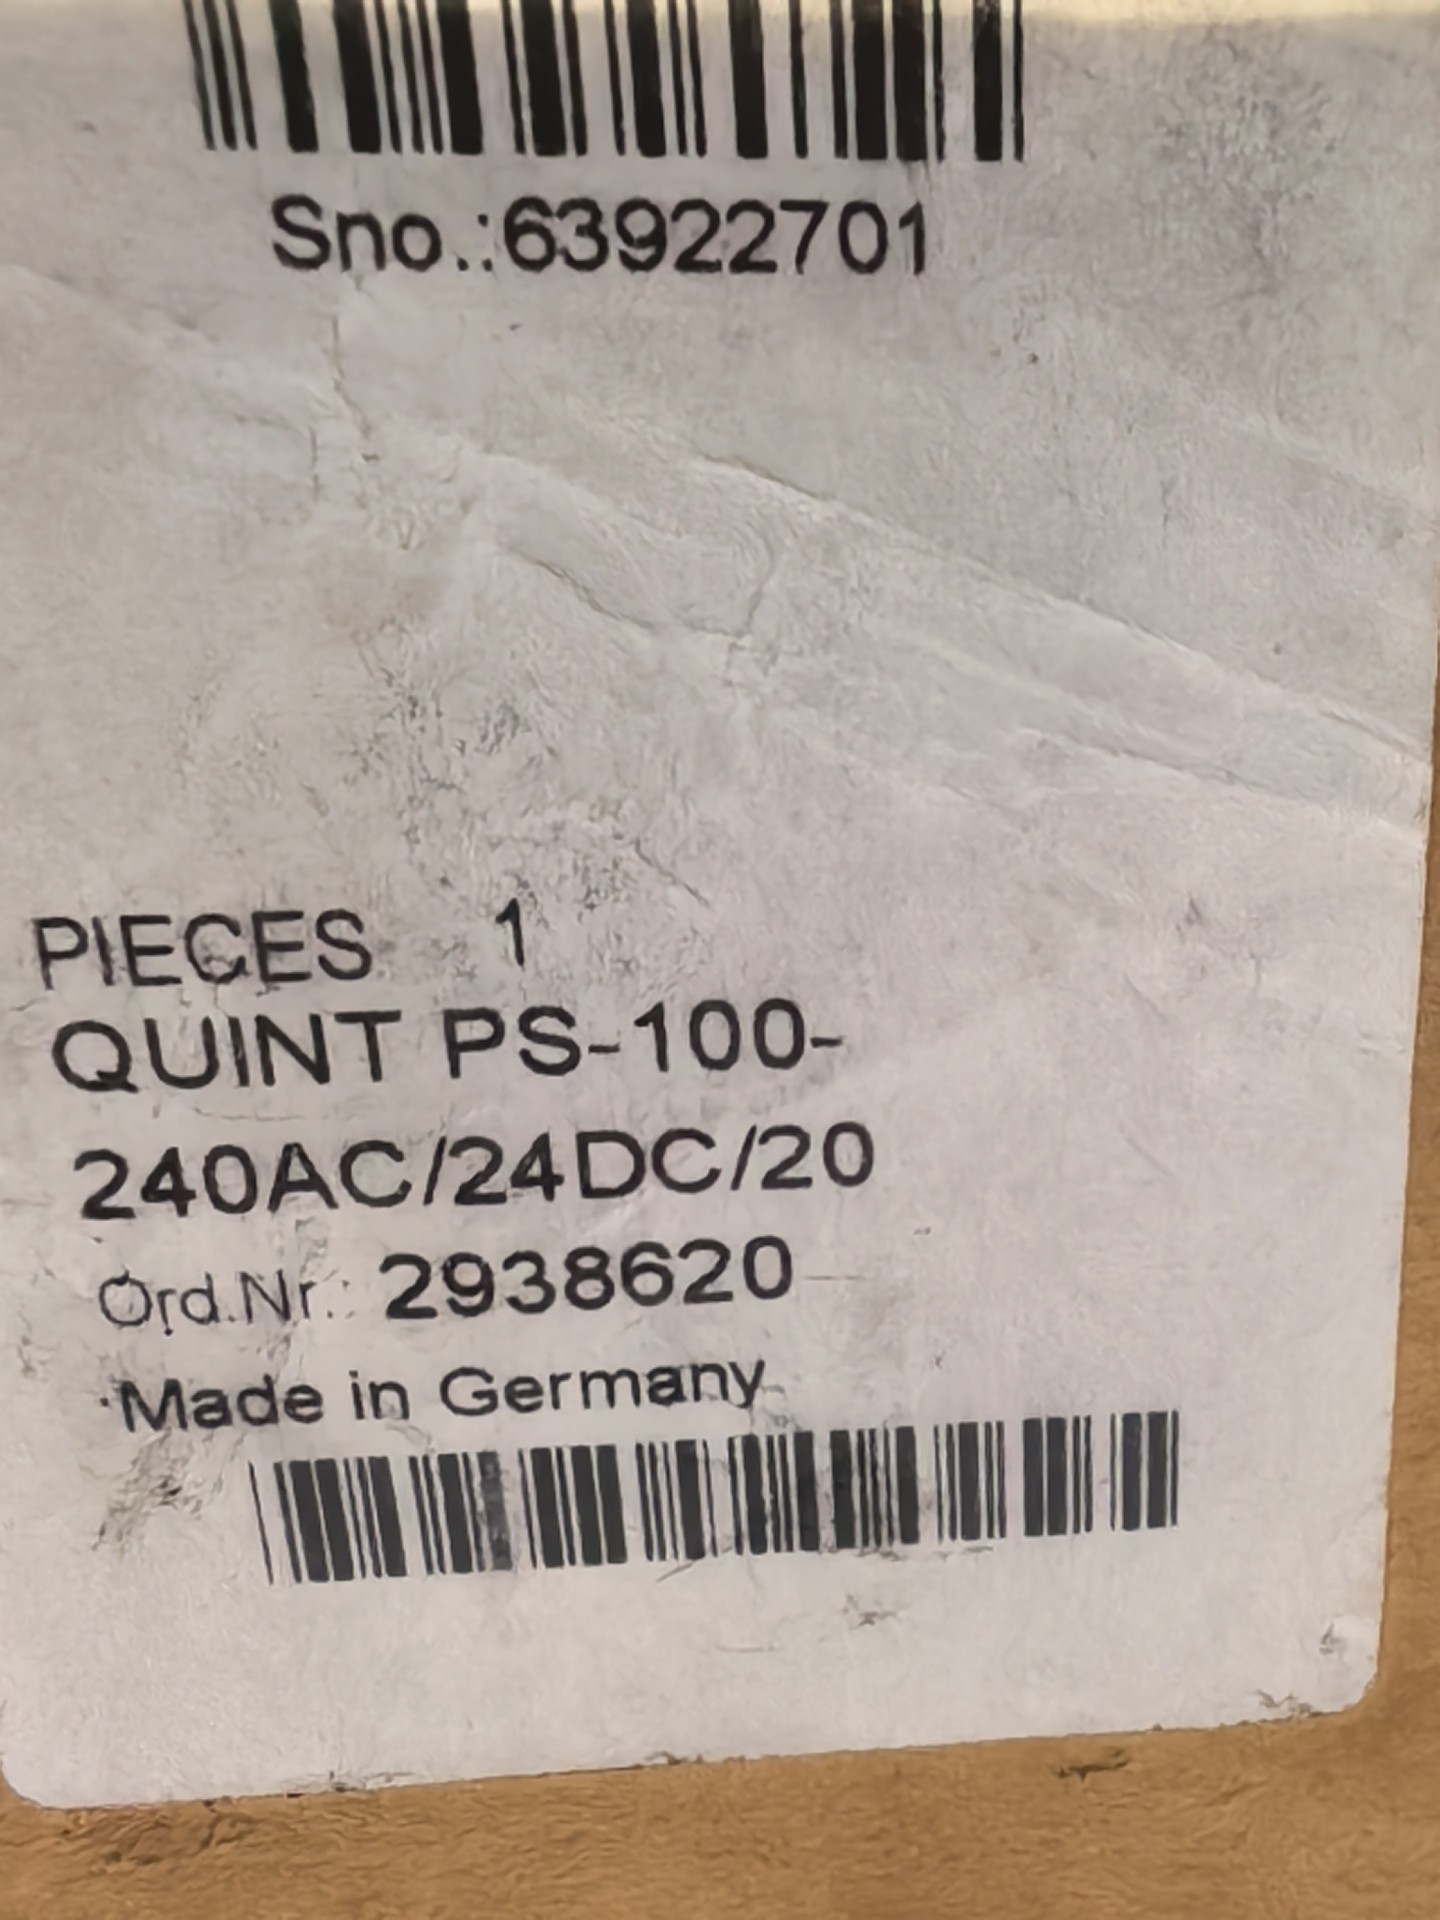 Sno.:63922701
PIECES 1
QUINT PS-100-
240AC/24DC/20
Ord.Nr.: 2938620
Made in Germany